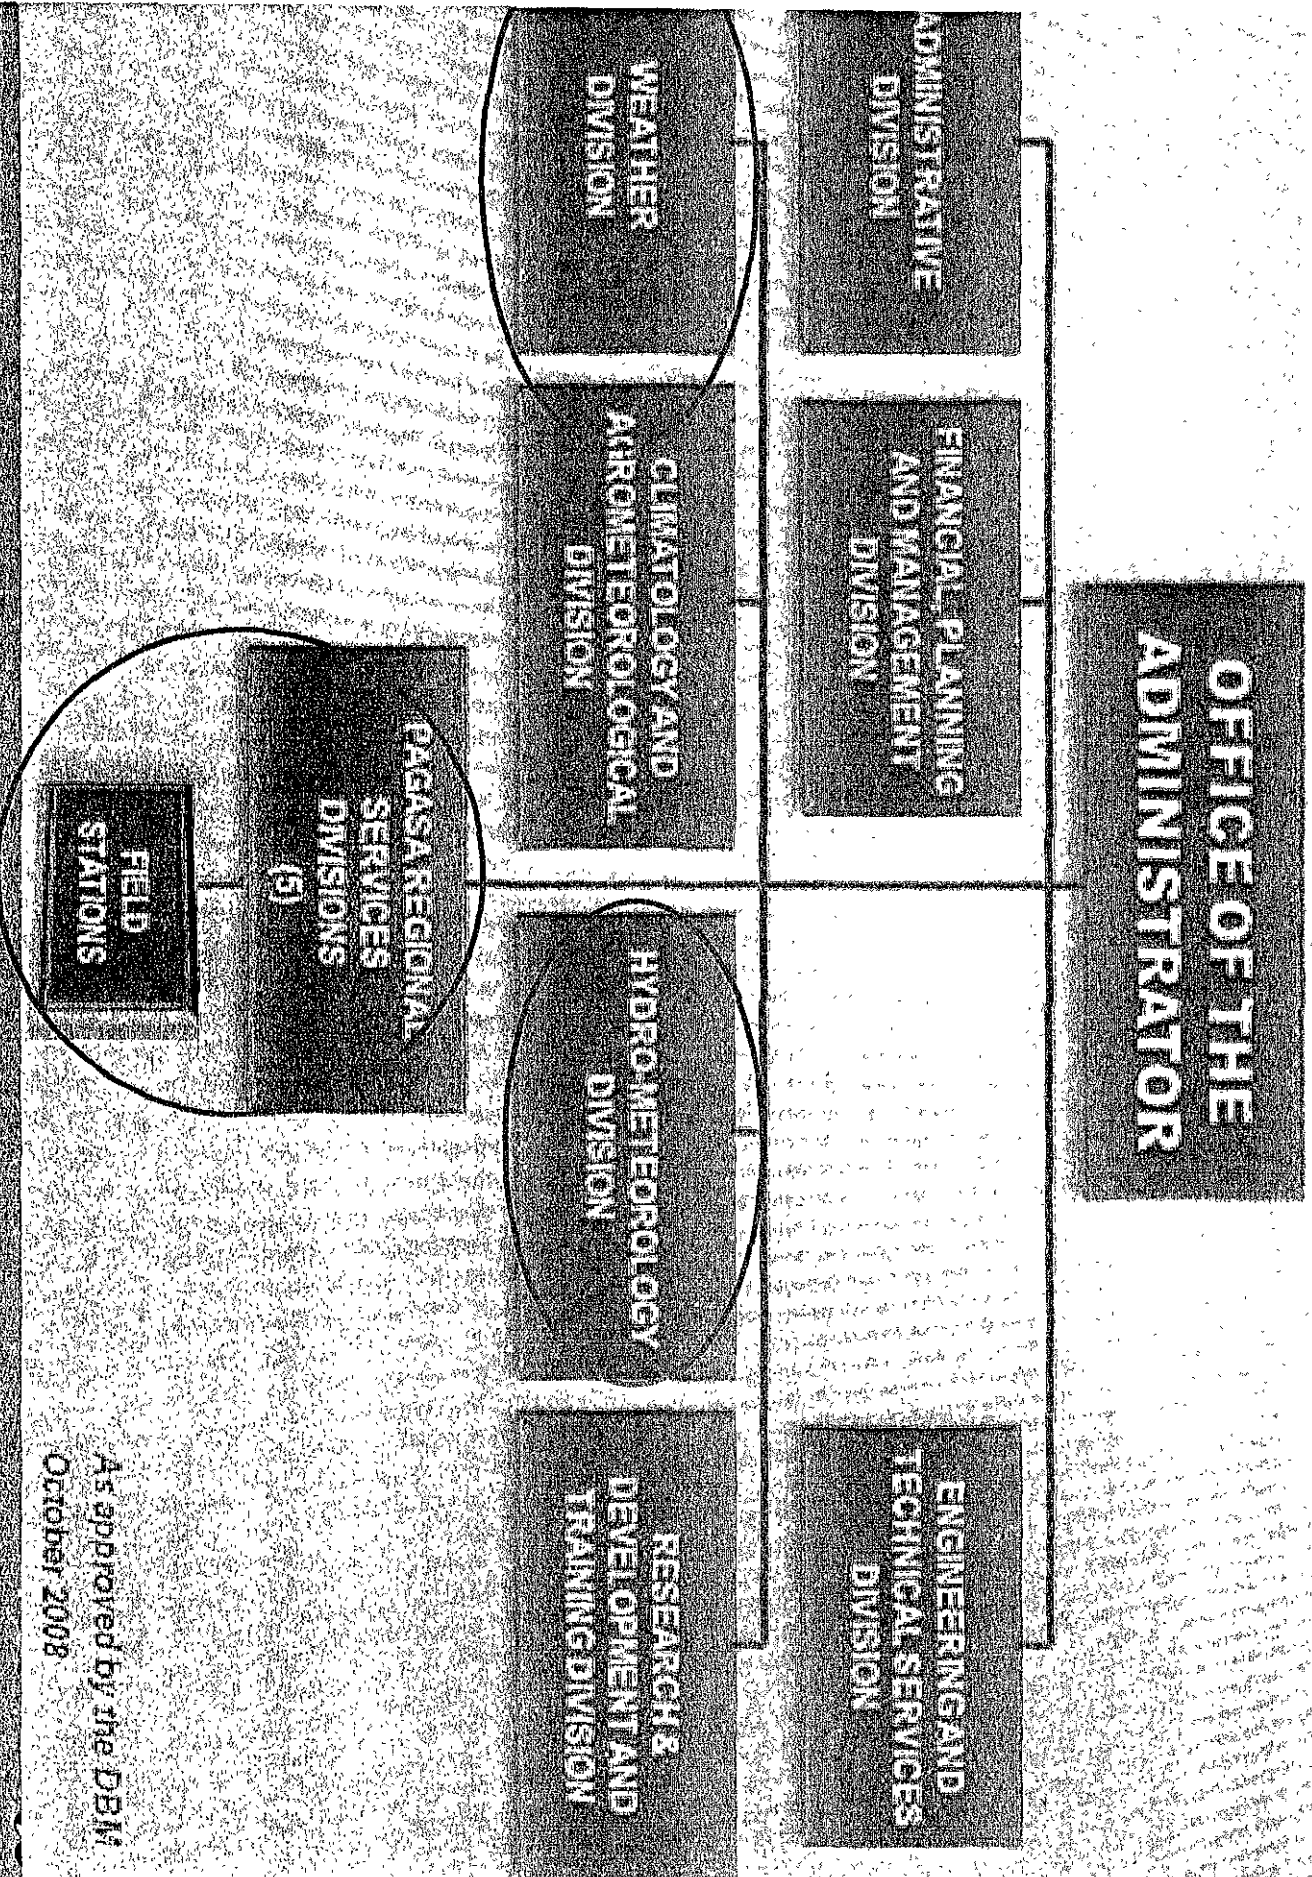 OFFICE OF THE
ADMINISTRATOR
ADMINISTRATIVE
DIVISION
FINANCIAL, PLANNING
AND MANAGEMENT
DIVISION
ENGINEERING AND
TECHNICAL SERVICES
DIVISION
WEATHER
DIVISION
CLIMATOLOGY AND
AGROMETEOROLOGICAL
DIVISION
HYDROMETEOROLOGY
DIVISION
RESEARCH &
DEVELOPMENT AND
TRAINING DIVISION
PAGASA REGIONAL
SERVICES
DIVISIONS
(5)
FIELD
STATIONS
As approved by the DBM
October 2008